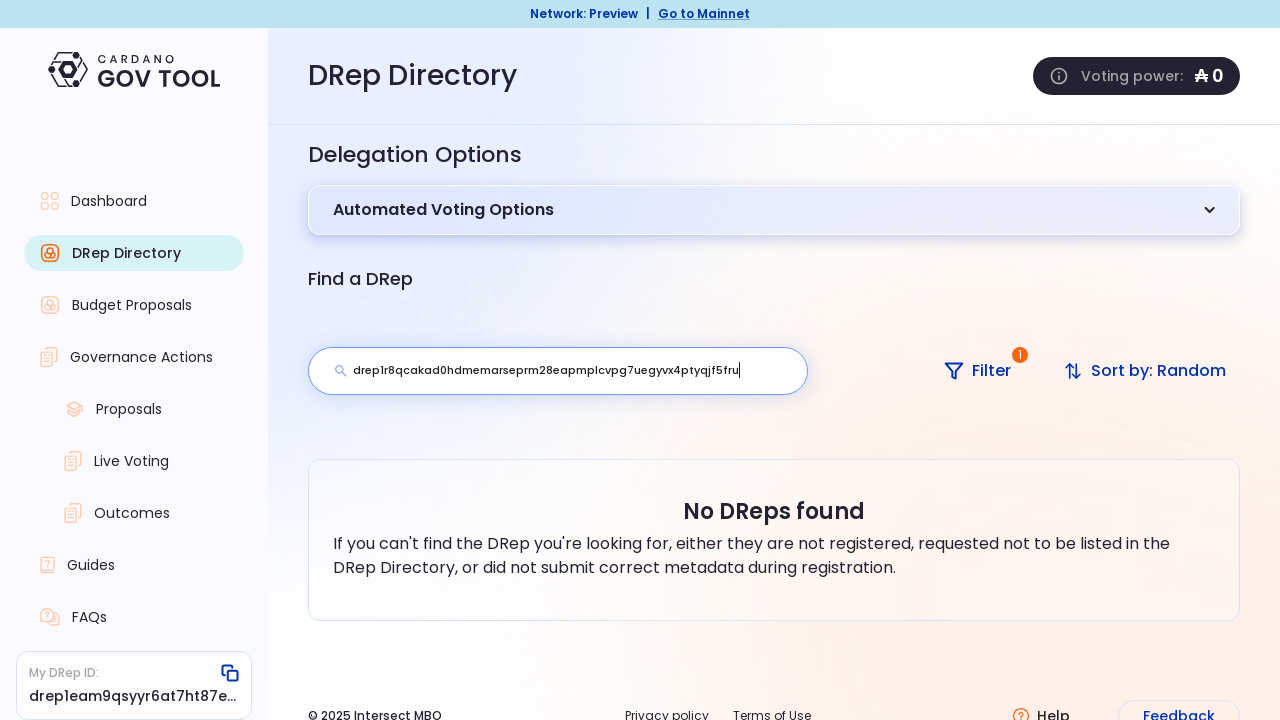 Network: Preview | Go to Mainnet
CARDANO
GOV TOOL
DRep Directory
Voting power: ₳ 0
Dashboard
DRep Directory
Budget Proposals
Governance Actions
Proposals
Live Voting
Outcomes
Guides
FAQs
My DRep ID:
drep1eam9qsyyr6at7ht87e...
Delegation Options
Automated Voting Options
Find a DRep
drep1r8qcakad0hdmemarseprm28eapmplcvpg7uegyvx4ptyqjf5fru
Filter 1
Sort by: Random
No DReps found
If you can't find the DRep you're looking for, either they are not registered, requested not to be listed in the
DRep Directory, or did not submit correct metadata during registration.
© 2025 Intersect MBO
Privacy policy
Terms of Use
Help
Feedback